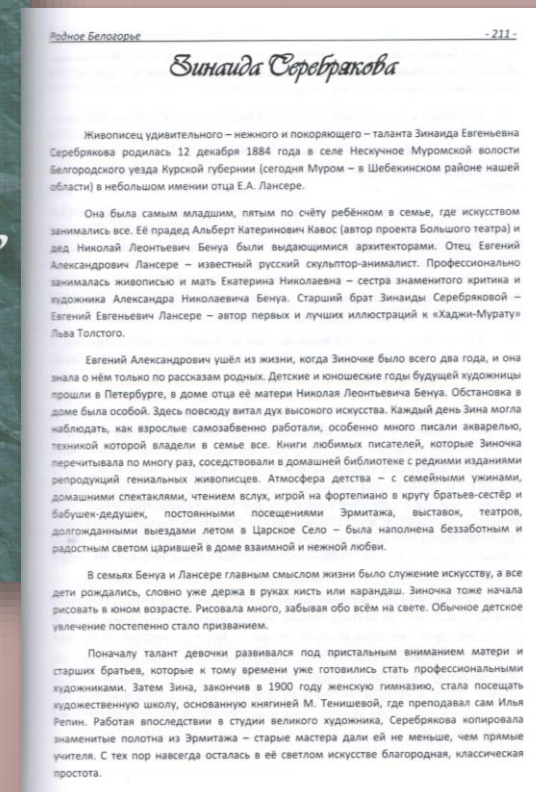 Родное Белогорье - 211 -
Зинаида Серебрякова
Живописец удивительного – нежного и покоряющего – таланта Зинаида Евгеньевна
Серебрякова родилась 12 декабря 1884 года в селе Нескучное Муромской волости
Белгородского уезда Курской губернии (сегодня Муром – в Шебекинском районе нашей
области) в небольшом имении отца Е.А. Лансере.
Она была самым младшим, пятым по счёту ребёнком в семье, где искусством
занимались все. Её прадед Альберт Катеринович Кавос (автор проекта Большого театра) и
дед Николай Леонтьевич Бенуа были выдающимися архитекторами. Отец Евгений
Александрович Лансере – известный русский скульптор-анималист. Профессионально
занималась живописью и мать Екатерина Николаевна – сестра знаменитого критика и
художника Александра Николаевича Бенуа. Старший брат Зинаиды Серебряковой –
Евгений Евгеньевич Лансере – автор первых и лучших иллюстраций к «Хаджи-Мурату»
Льва Толстого.
Евгений Александрович ушёл из жизни, когда Зиночке было всего два года, и она
знала о нём только по рассказам родных. Детские и юношеские годы будущей художницы
прошли в Петербурге, в доме отца её матери Николая Леонтьевича Бенуа. Обстановка в
доме была особой. Здесь повсюду витал дух высокого искусства. Каждый день Зина могла
наблюдать, как взрослые самозабвенно работали, особенно много писали акварелью,
техникой которой владели в семье все. Книги любимых писателей, которые Зиночка
перечитывала по многу раз, соседствовали в домашней библиотеке с редкими изданиями
репродукций гениальных живописцев. Атмосфера детства – с семейными ужинами,
домашними спектаклями, чтением вслух, игрой на фортепиано в кругу братьев-сестёр и
бабушек-дедушек, постоянными посещениями Эрмитажа, выставок, театров,
долгожданными выездами летом в Царское Село – была наполнена беззаботным и
радостным светом царившей в доме взаимной и нежной любви.
В семьях Бенуа и Лансере главным смыслом жизни было служение искусству, а все
дети рождались, словно уже держа в руках кисть или карандаш. Зиночка тоже начала
рисовать в юном возрасте. Рисовала много, забывая обо всём на свете. Обычное детское
увлечение постепенно стало призванием.
Поначалу талант девочки развивался под пристальным вниманием матери и
старших братьев, которые к тому времени уже готовились стать профессиональными
художниками. Затем Зина, закончив в 1900 году женскую гимназию, стала посещать
художественную школу, основанную княгиней М. Тенишевой, где преподавал сам Илья
Репин. Работая впоследствии в студии великого художника, Серебрякова копировала
знаменитые полотна из Эрмитажа – старые мастера дали ей не меньше, чем прямые
учителя. С тех пор навсегда осталась в её светлом искусстве благородная, классическая
простота.